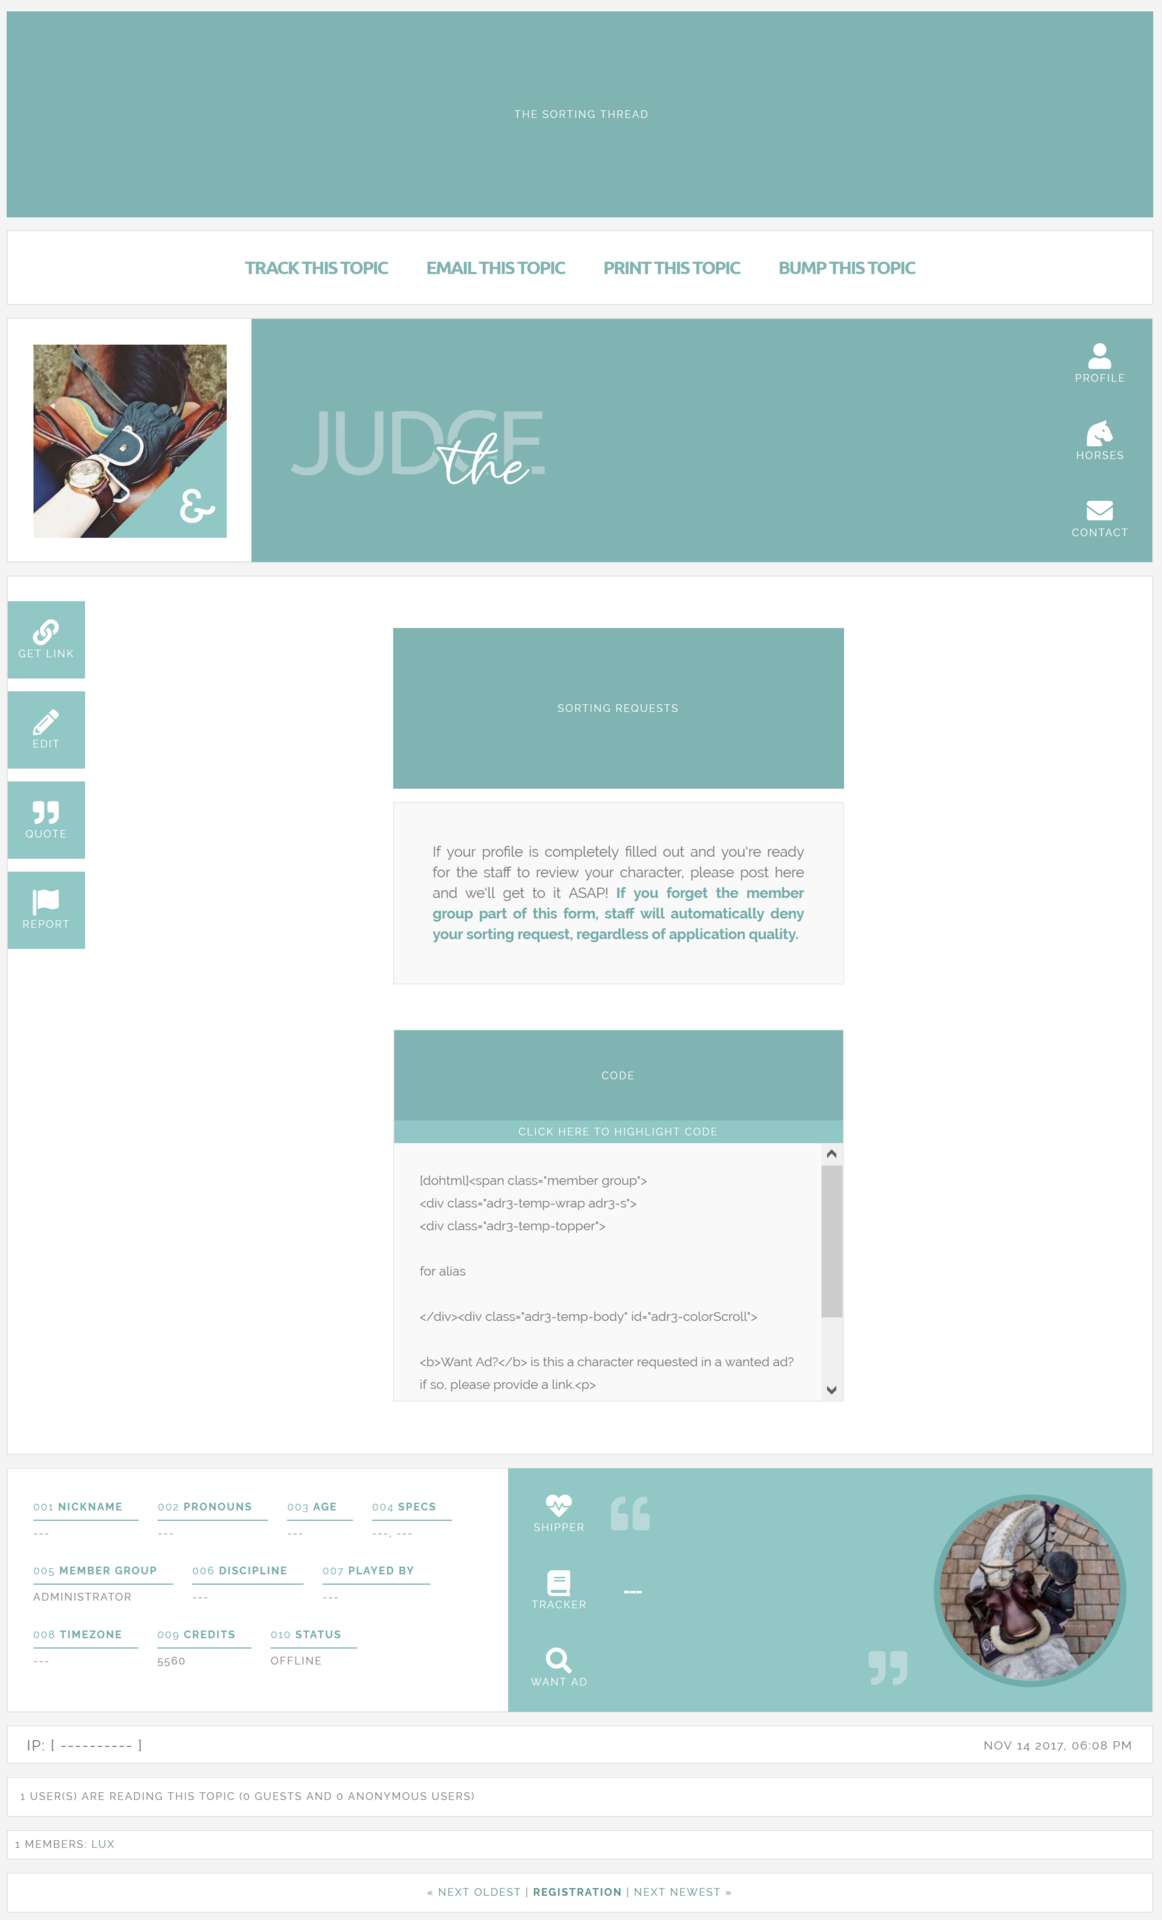 THE SORTING THREAD
TRACK THIS TOPIC EMAIL THIS TOPIC PRINT THIS TOPIC BUMP THIS TOPIC
&
JUDGE
the
PROFILE
HORSES
CONTACT
GET LINK
EDIT
QUOTE
REPORT
SORTING REQUESTS
If your profile is completely filled out and you're ready
for the staff to review your character, please post here
and we'll get to it ASAP! If you forget the member
group part of this form, staff will automatically deny
your sorting request, regardless of application quality.
CODE
CLICK HERE TO HIGHLIGHT CODE
[dohtml]<span class="member group">
<div class="adr3-temp-wrap adr3-s">
<div class="adr3-temp-topper">
for alias
</div><div class="adr3-temp-body" id="adr3-colorScroll">
<b>Want Ad?</b> is this a character requested in a wanted ad?
if so, please provide a link.<p>
001 NICKNAME 002 PRONOUNS 003 AGE 004 SPECS
--- --- --- ---, ---
005 MEMBER GROUP 006 DISCIPLINE 007 PLAYED BY
ADMINISTRATOR --- ---
008 TIMEZONE 009 CREDITS 010 STATUS
--- 5560 OFFLINE
SHIPPER
TRACKER
WANT AD
“
---
”
IP: [ ---------- ] NOV 14 2017, 06:08 PM
1 USER(S) ARE READING THIS TOPIC (0 GUESTS AND 0 ANONYMOUS USERS)
1 MEMBERS: LUX
« NEXT OLDEST | REGISTRATION | NEXT NEWEST »